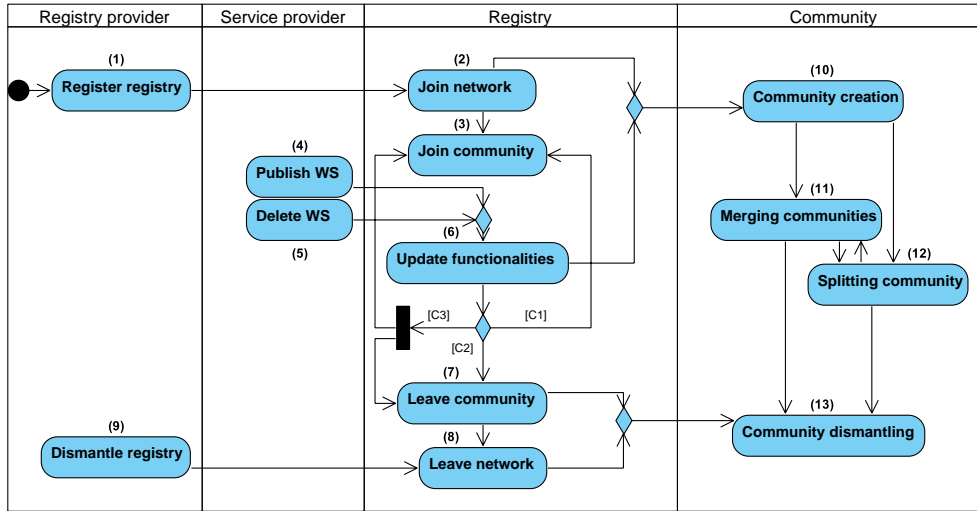 Registry provider
Service provider
Registry
Community
(1)
Register registry
(2)
Join network
(10)
Community creation
(3)
Join community
(4)
Publish WS
Delete WS
(5)
(11)
Merging communities
(6)
Update functionalities
(12)
Splitting community
[C3]
[C1]
[C2]
(7)
Leave community
(13)
Community dismantling
(9)
Dismantle registry
(8)
Leave network